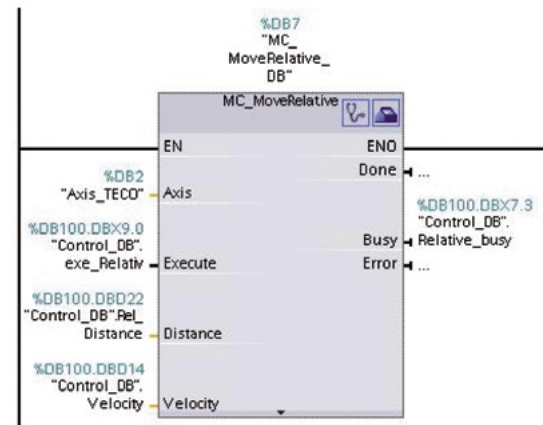 %DB7
"MC_
MoveRelative_
DB"
MC_MoveRelative
EN
ENO
Done
...
%DB2
"Axis_TECO"
Axis
%DB100.DBX7.3
"Control_DB".
Relative_busy
Busy
%DB100.DBX9.0
"Control_DB".
exe_Relativ
Execute
Error
...
%DB100.DBD22
"Control_DB".Rel_
Distance
Distance
%DB100.DBD14
"Control_DB".
Velocity
Velocity